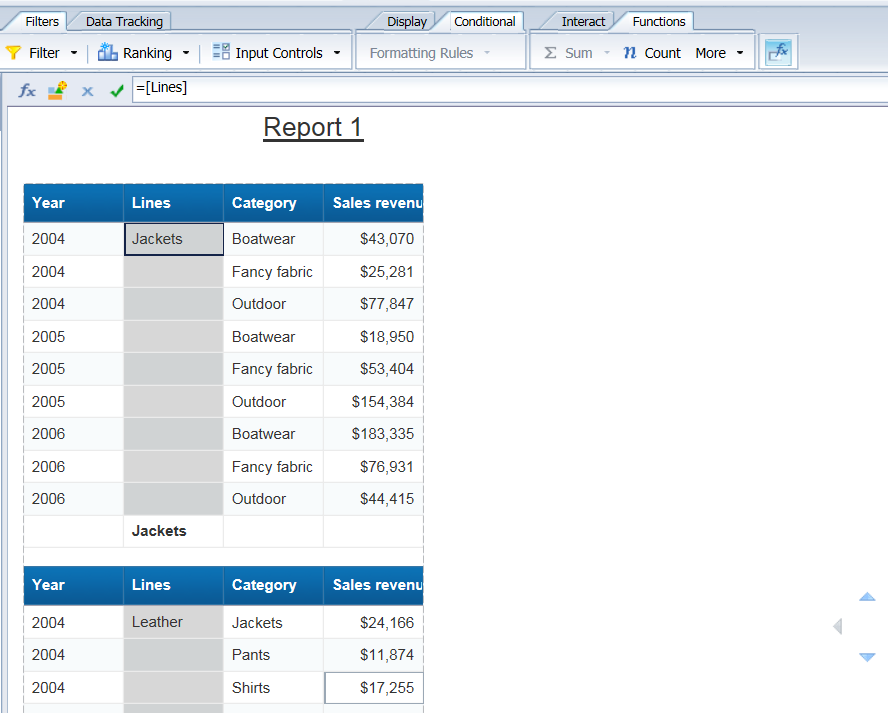 Filters Data Tracking Display Conditional Interact Functions
Filter Ranking Input Controls Formatting Rules Σ Sum n Count More fx
fx =[Lines]
Report 1
Year Lines Category Sales revenu
2004 Jackets Boatwear $43,070
2004 Fancy fabric $25,281
2004 Outdoor $77,847
2005 Boatwear $18,950
2005 Fancy fabric $53,404
2005 Outdoor $154,384
2006 Boatwear $183,335
2006 Fancy fabric $76,931
2006 Outdoor $44,415
Jackets
Year Lines Category Sales revenu
2004 Leather Jackets $24,166
2004 Pants $11,874
2004 Shirts $17,255